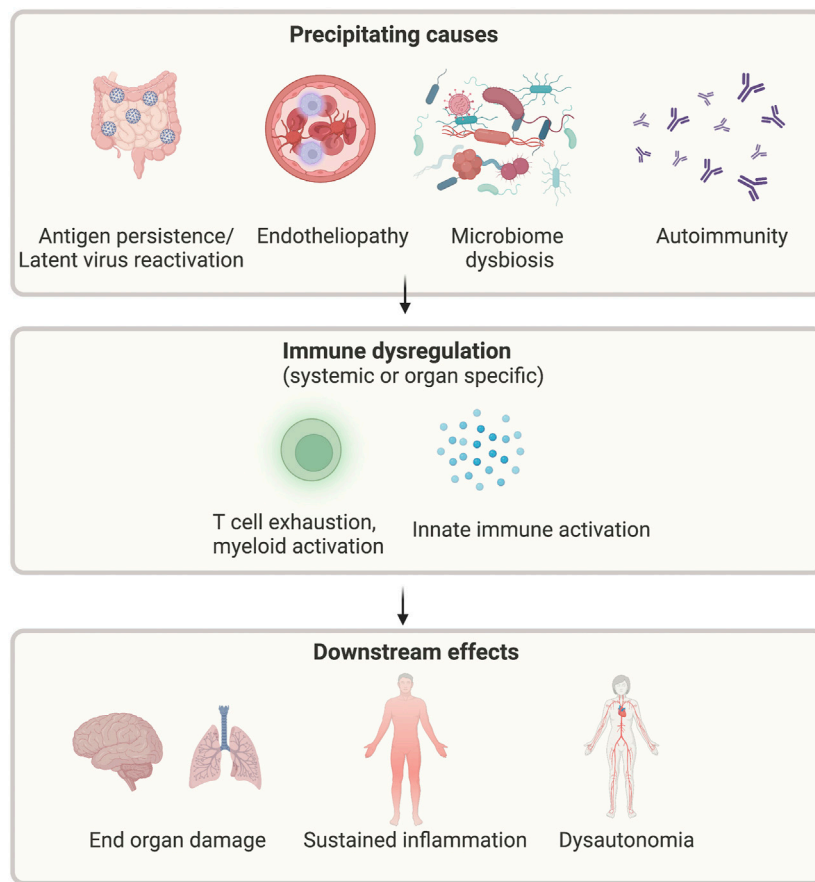 Precipitating causes
Antigen persistence/
Latent virus reactivation
Endotheliopathy
Microbiome
dysbiosis
Autoimmunity
Immune dysregulation
(systemic or organ specific)
T cell exhaustion,
myeloid activation
Innate immune activation
Downstream effects
End organ damage
Sustained inflammation
Dysautonomia